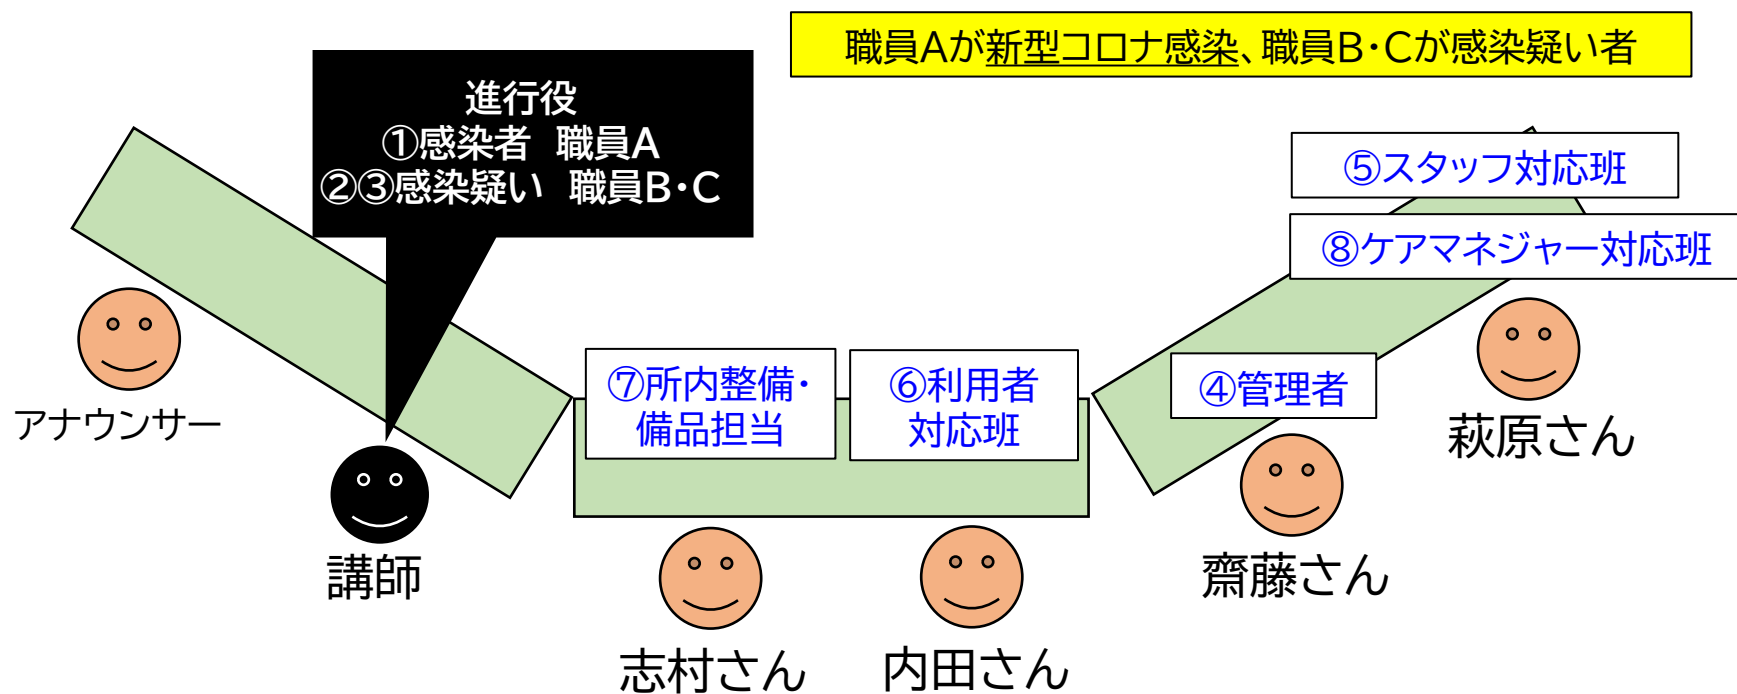 職員Aが新型コロナ感染、職員B・Cが感染疑い者
進行役
①感染者　職員A
②③感染疑い　職員B・C
⑤スタッフ対応班
⑧ケアマネジャー対応班
⑦所内整備・
備品担当
⑥利用者
対応班
④管理者
アナウンサー
講師
志村さん
内田さん
齋藤さん
萩原さん